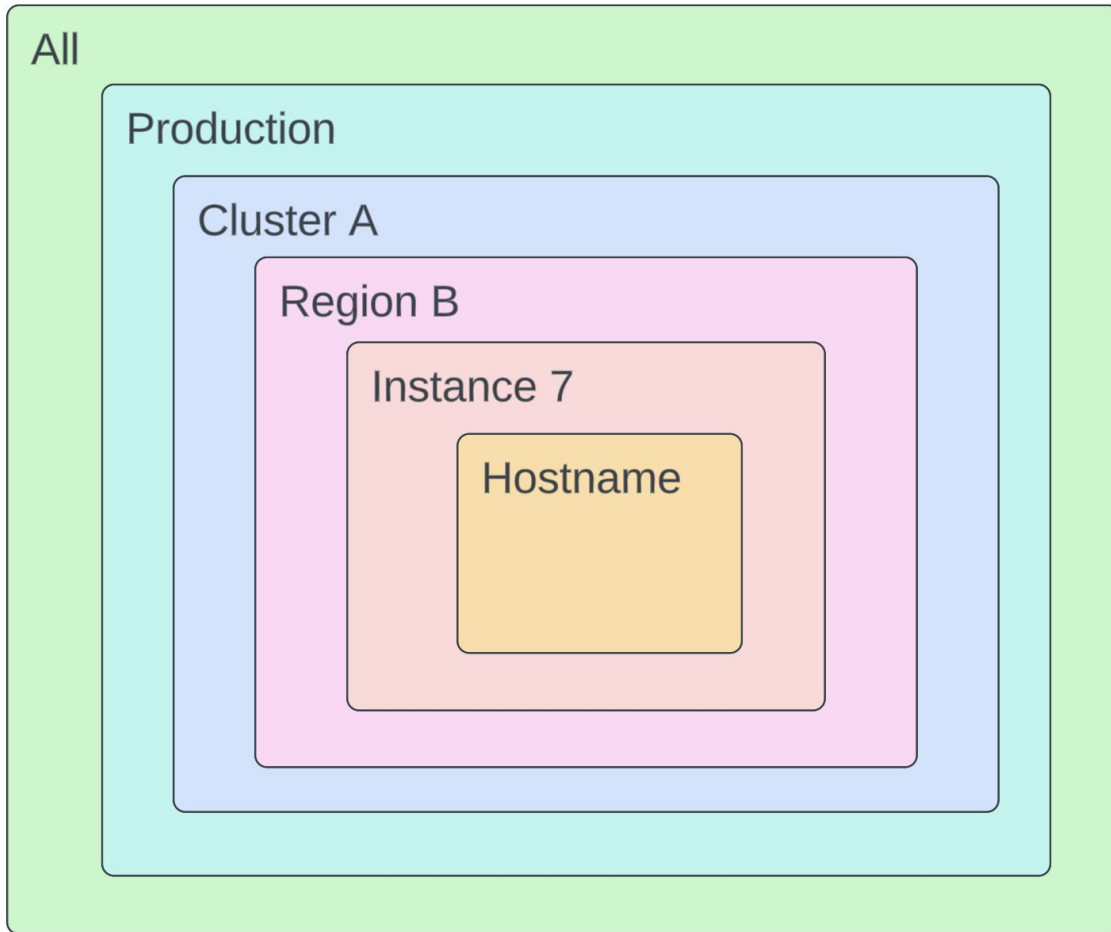 All
Production
Cluster A
Region B
Instance 7
Hostname